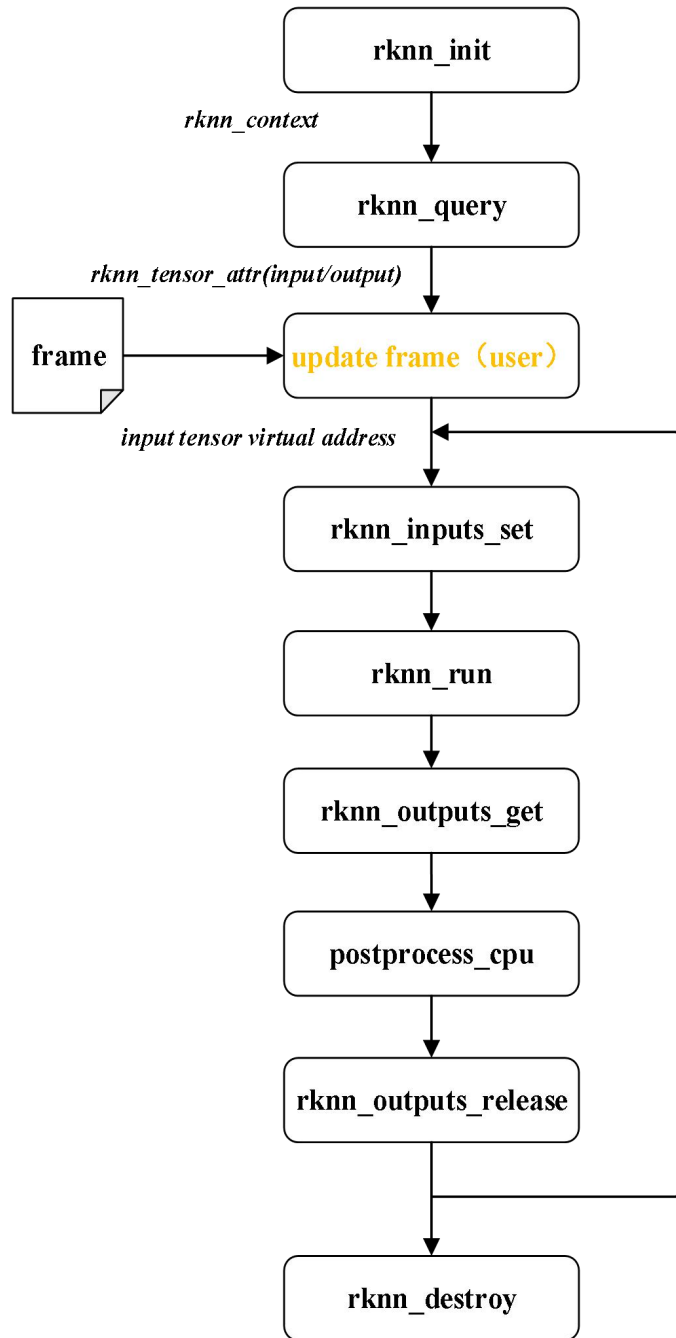 rknn_init
rknn_context
rknn_query
rknn_tensor_attr(input/output)
frame
update frame（user）
input tensor virtual address
rknn_inputs_set
rknn_run
rknn_outputs_get
postprocess_cpu
rknn_outputs_release
rknn_destroy